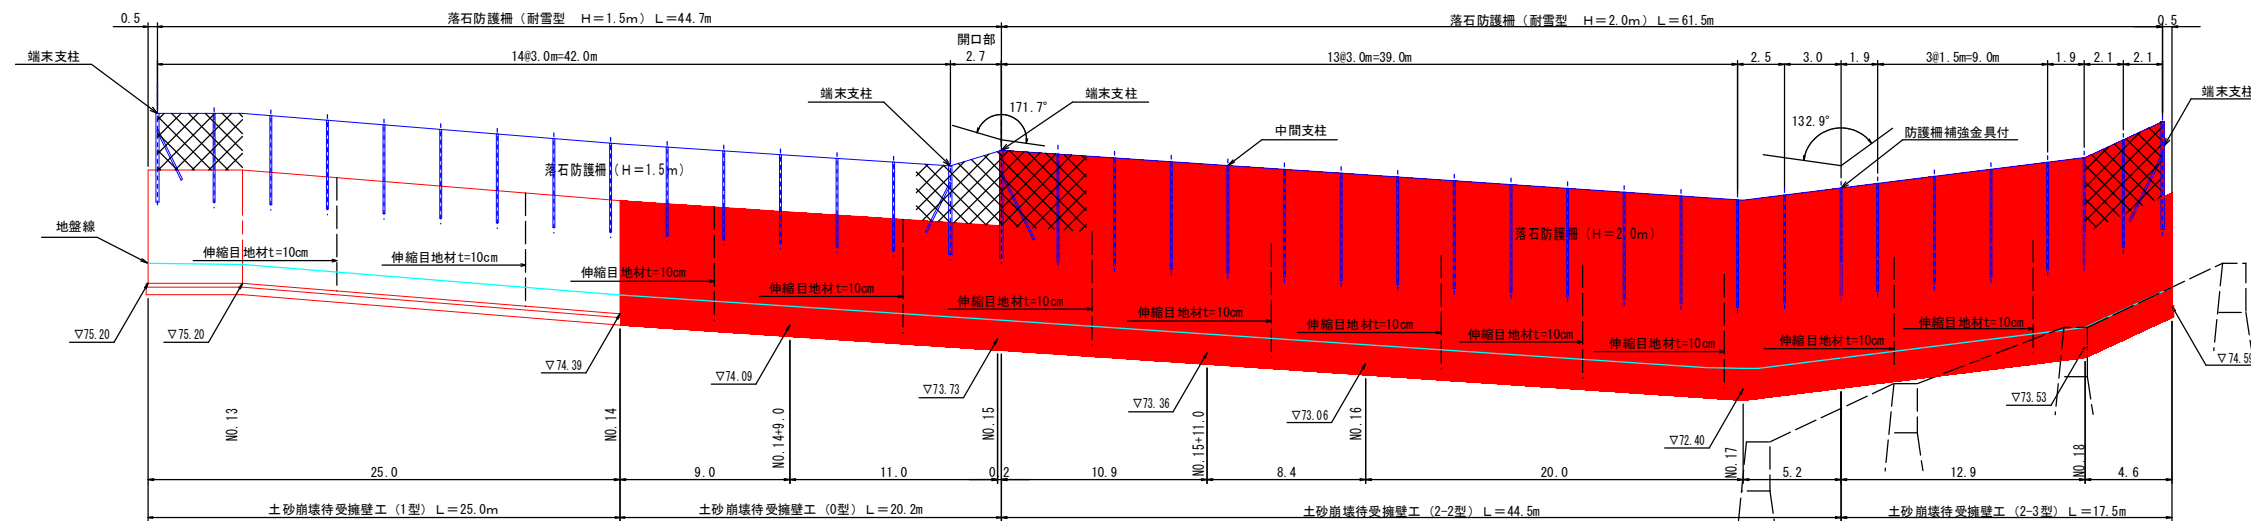 0.5
落石防護柵（耐雪型　H＝1.5m）L＝44.7m
落石防護柵（耐雪型　H＝2.0m）L＝61.5m
0.5
開口部
14@3.0m=42.0m
2.7
13@3.0m=39.0m
2.5
3.0
1.9
3@1.5m=9.0m
1.9
2.1
2.1
端末支柱
端末支柱
171.7°
端末支柱
中間支柱
132.9°
防護柵補強金具付
端末支柱
落石防護柵（H＝1.5m）
落石防護柵（H＝2.0m）
地盤線
伸縮目地材t=10cm
伸縮目地材t=10cm
伸縮目地材t=10cm
伸縮目地材t=10cm
伸縮目地材t=10cm
伸縮目地材t=10cm
伸縮目地材t=10cm
伸縮目地材t=10cm
伸縮目地材t=10cm
伸縮目地材t=10cm
伸縮目地材t=10cm
▽75.20
▽75.20
▽74.39
▽74.09
▽73.73
▽73.36
▽73.06
▽72.40
▽73.53
▽74.59
NO.13
NO.14
NO.14+9.0
NO.15
NO.15+11.0
NO.16
NO.17
NO.18
25.0
9.0
11.0
0.2
10.9
8.4
20.0
5.2
12.9
4.6
土砂崩壊待受擁壁工（1型）L＝25.0m
土砂崩壊待受擁壁工（0型）L＝20.2m
土砂崩壊待受擁壁工（2-2型）L＝44.5m
土砂崩壊待受擁壁工（2-3型）L＝17.5m